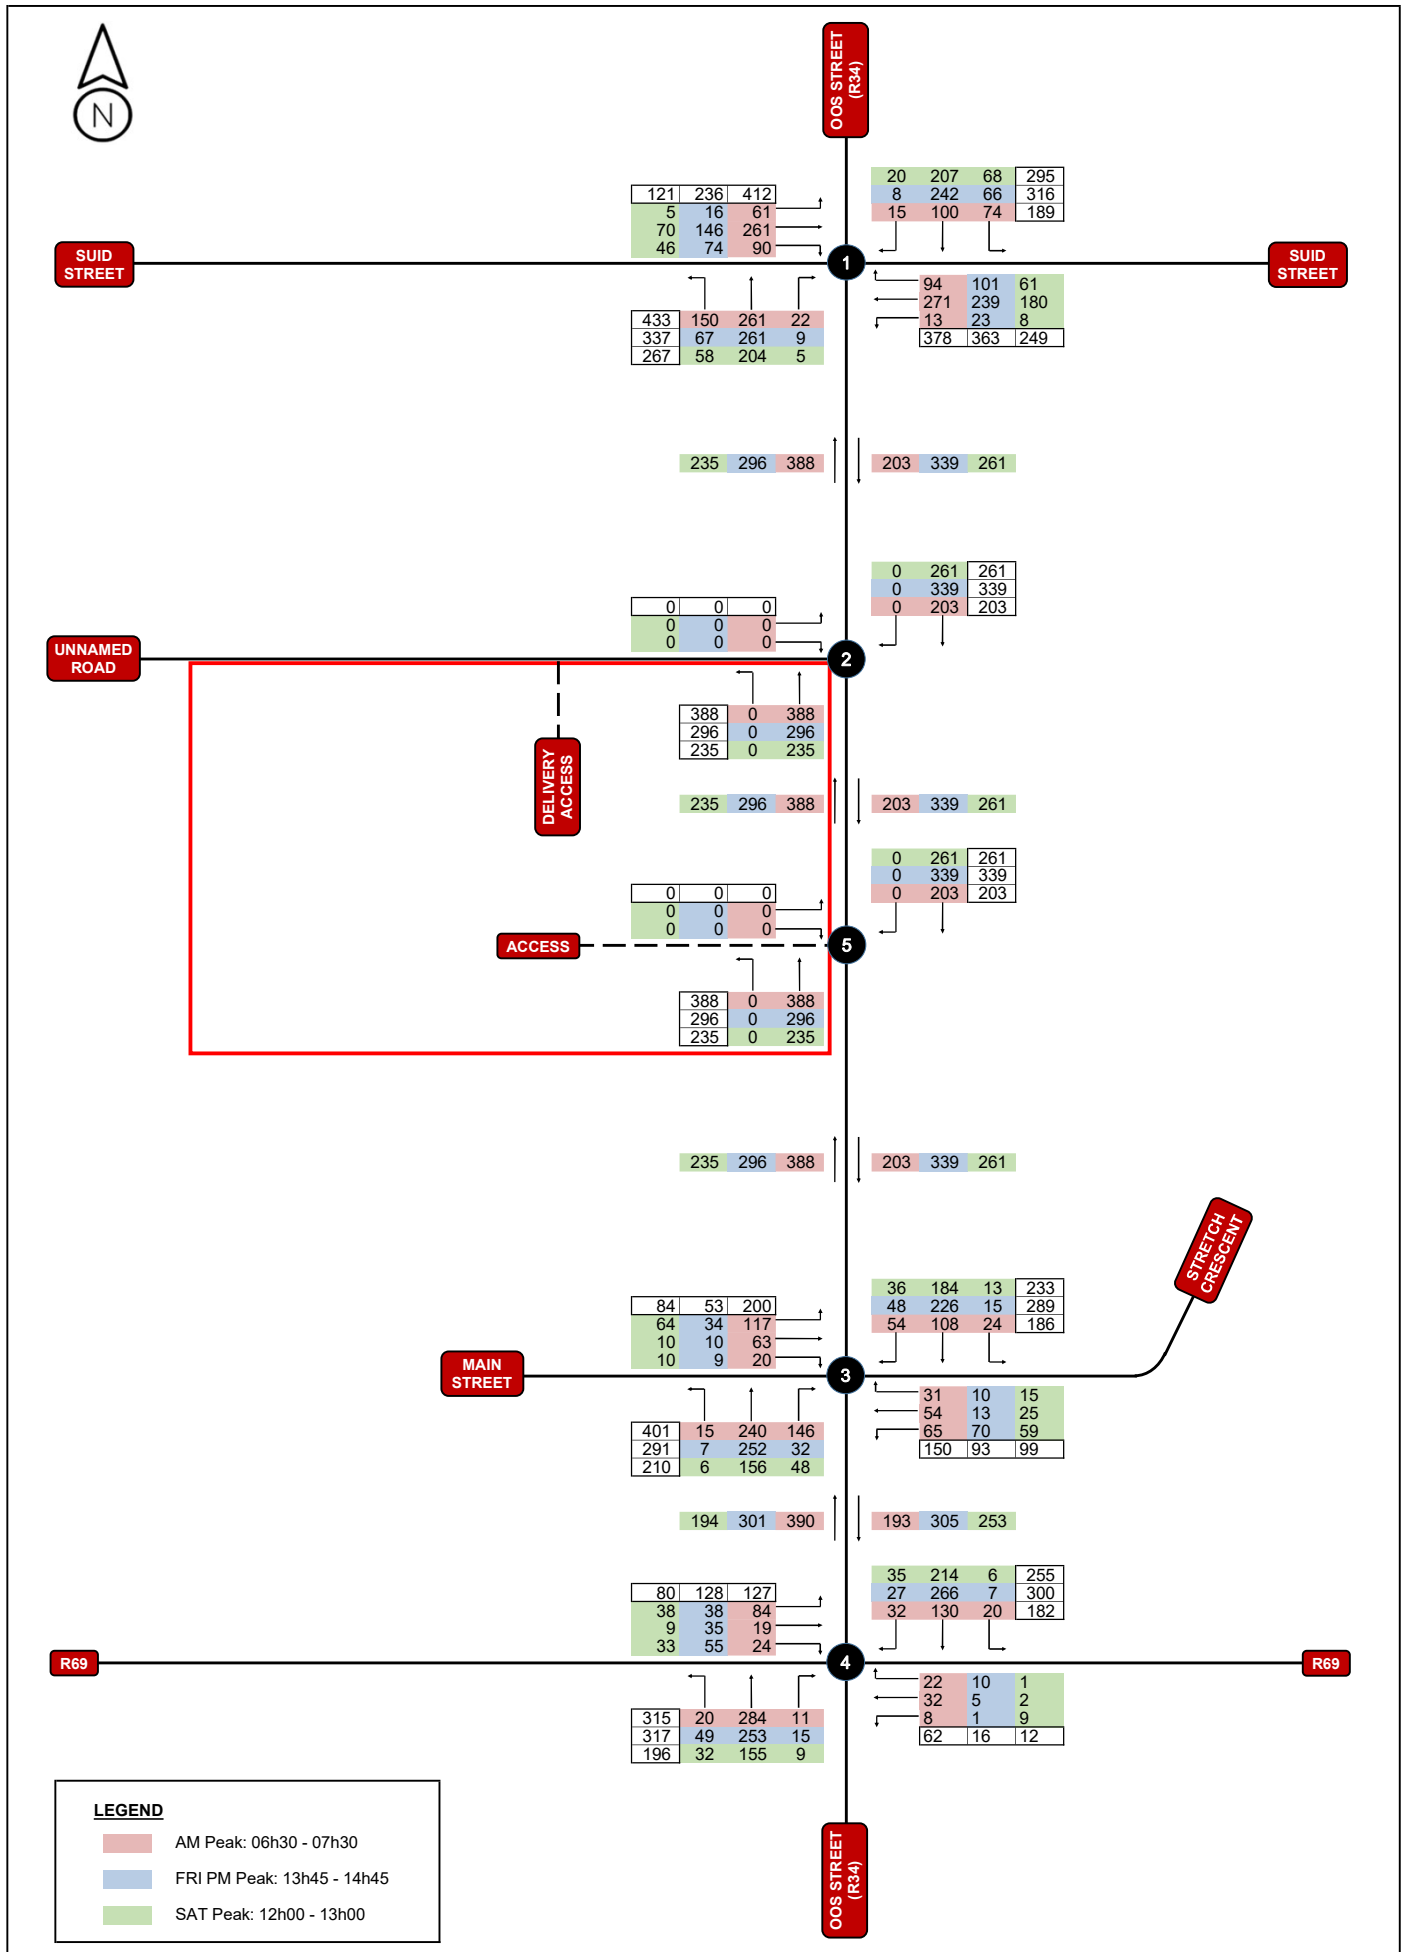 OOS STREET
(R34)
N
20 207 68 295
8 242 66 316
15 100 74 189
121 236 412
5 16 61
70 146 261
46 74 90
SUID
STREET
1
SUID
STREET
94 101 61
271 239 180
13 23 8
378 363 249
433 150 261 22
337 67 261 9
267 58 204 5
235 296 388
203 339 261
0 261 261
0 339 339
0 203 203
0 0 0
0 0 0
0 0 0
UNNAMED
ROAD
2
388 0 388
296 0 296
235 0 235
DELIVERY
ACCESS
235 296 388
203 339 261
0 261 261
0 339 339
0 203 203
0 0 0
0 0 0
0 0 0
ACCESS
5
388 0 388
296 0 296
235 0 235
235 296 388
203 339 261
STRETCH
CRESCENT
36 184 13 233
48 226 15 289
54 108 24 186
84 53 200
64 34 117
10 10 63
10 9 20
MAIN
STREET
3
31 10 15
54 13 25
65 70 59
150 93 99
401 15 240 146
291 7 252 32
210 6 156 48
194 301 390
193 305 253
35 214 6 255
27 266 7 300
32 130 20 182
80 128 127
38 38 84
9 35 19
33 55 24
R69
4
R69
22 10 1
32 5 2
8 1 9
62 16 12
315 20 284 11
317 49 253 15
196 32 155 9
LEGEND
AM Peak: 06h30 - 07h30
FRI PM Peak: 13h45 - 14h45
SAT Peak: 12h00 - 13h00
OOS STREET
(R34)